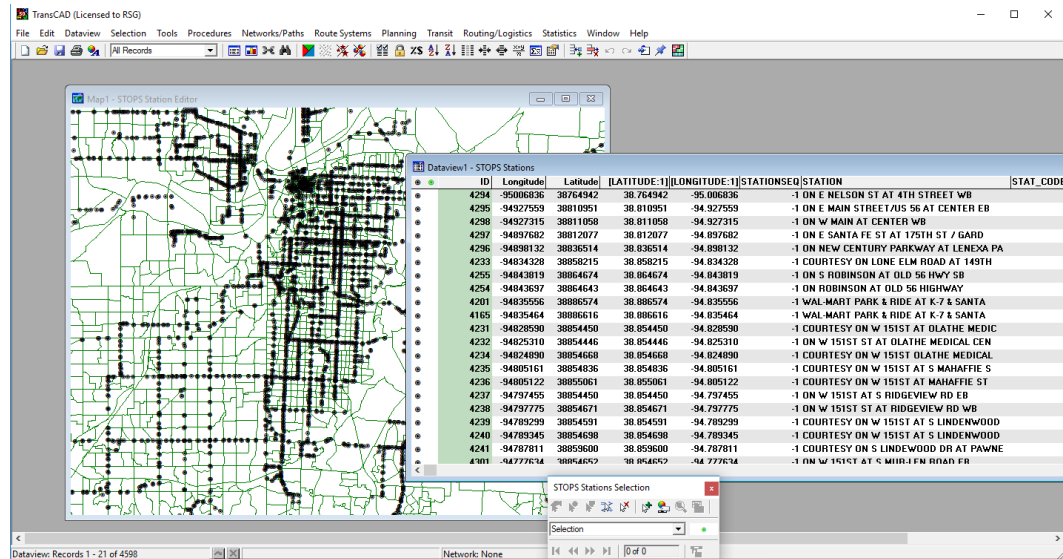 TransCAD (Licensed to RSG)
File Edit Dataview Selection Tools Procedures Networks/Paths Route Systems Planning Transit Routing/Logistics Statistics Window Help
All Records
Map1 - STOPS Station Editor
Dataview1 - STOPS Stations
ID Longitude Latitude [LATITUDE:1] [LONGITUDE:1] STATIONSEQ STATION STAT_CODE
4294 -95006836 38764942 38.764942 -95.006836 -1 ON E NELSON ST AT 4TH STREET WB
4295 -94927559 38810951 38.810951 -94.927559 -1 ON E MAIN STREET/US 56 AT CENTER EB
4298 -94927315 38811058 38.811058 -94.927315 -1 ON W MAIN AT CENTER WB
4297 -94897682 38812077 38.812077 -94.897682 -1 ON E SANTA FE ST AT 175TH ST / GARD
4296 -94898132 38836514 38.836514 -94.898132 -1 ON NEW CENTURY PARKWAY AT LENEXA PA
4233 -94834328 38858215 38.858215 -94.834328 -1 COURTESY ON LONE ELM ROAD AT 149TH
4255 -94843819 38864674 38.864674 -94.843819 -1 ON S ROBINSON AT OLD 56 HWY SB
4254 -94843697 38864643 38.864643 -94.843697 -1 ON ROBINSON AT OLD 56 HIGHWAY
4201 -94835556 38886574 38.886574 -94.835556 -1 WAL-MART PARK & RIDE AT K-7 & SANTA
4165 -94835464 38886616 38.886616 -94.835464 -1 WAL-MART PARK & RIDE AT K-7 & SANTA
4231 -94828590 38854450 38.854450 -94.828590 -1 COURTESY ON W 151ST AT OLATHE MEDIC
4232 -94825310 38854446 38.854446 -94.825310 -1 ON W 151ST ST AT OLATHE MEDICAL CEN
4234 -94824890 38854668 38.854668 -94.824890 -1 COURTESY ON W 151ST AT OLATHE MEDICAL
4235 -94805161 38854836 38.854836 -94.805161 -1 COURTESY ON W 151ST AT S MAHAFFIE S
4236 -94805122 38855061 38.855061 -94.805122 -1 COURTESY ON W 151ST AT MAHAFFIE ST
4237 -94797455 38854450 38.854450 -94.797455 -1 ON W 151ST ST AT S RIDGEVIEW RD EB
4238 -94797775 38854671 38.854671 -94.797775 -1 ON W 151ST ST AT RIDGEVIEW RD WB
4239 -94789299 38854591 38.854591 -94.789299 -1 COURTESY ON W 151ST AT S LINDENWOOD
4240 -94789345 38854698 38.854698 -94.789345 -1 COURTESY ON W 151ST AT S LINDENWOOD
4241 -94787811 38859600 38.859600 -94.787811 -1 COURTESY ON S LINDEWOOD DR AT PAWNE
4301 -94777634 38854652 38.854652 -94.777634 -1 ON W 151ST AT S MUR-LEN ROAD EB
STOPS Stations Selection
Selection
0 of 0
Dataview: Records 1 - 21 of 4598
Network: None